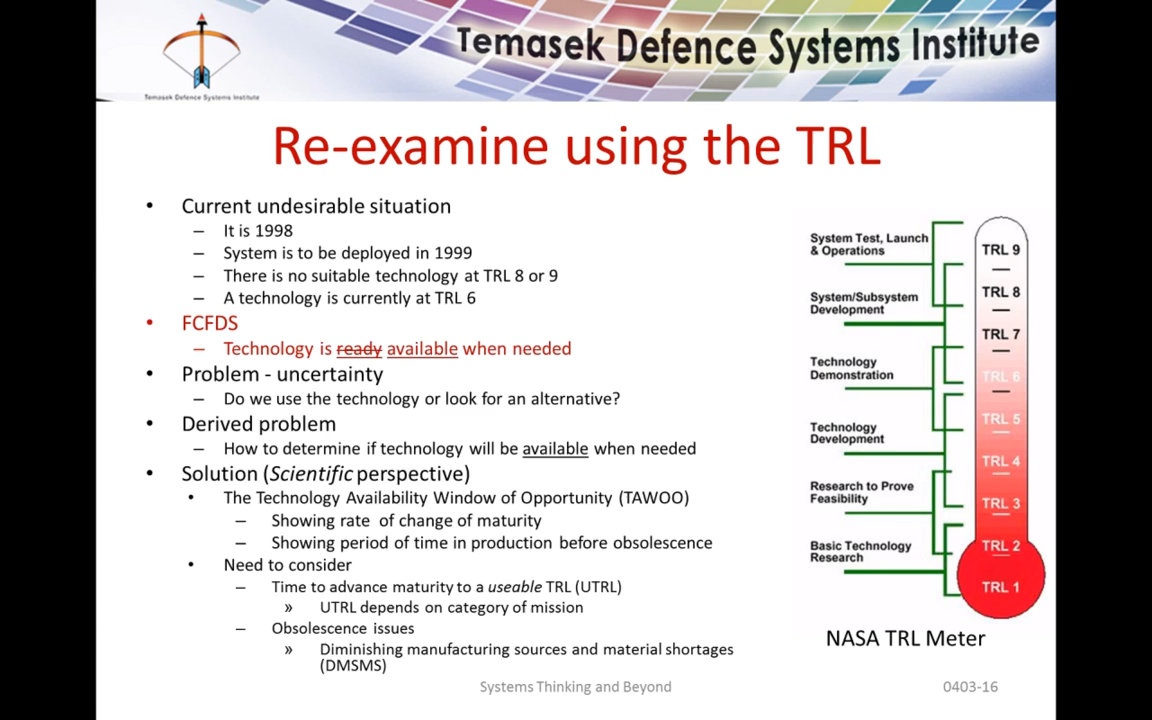 Temasek Defence Systems Institute
Temasek Defence Systems Institute
Re-examine using the TRL
• Current undesirable situation
– It is 1998
– System is to be deployed in 1999
– There is no suitable technology at TRL 8 or 9
– A technology is currently at TRL 6
• FCFDS
– Technology is ready available when needed
• Problem - uncertainty
– Do we use the technology or look for an alternative?
• Derived problem
– How to determine if technology will be available when needed
• Solution (Scientific perspective)
• The Technology Availability Window of Opportunity (TAWOO)
– Showing rate of change of maturity
– Showing period of time in production before obsolescence
• Need to consider
– Time to advance maturity to a useable TRL (UTRL)
» UTRL depends on category of mission
– Obsolescence issues
» Diminishing manufacturing sources and material shortages
(DMSMS)
System Test, Launch
& Operations
System/Subsystem
Development
Technology
Demonstration
Technology
Development
Research to Prove
Feasibility
Basic Technology
Research
TRL 9
TRL 8
TRL 7
TRL 6
TRL 5
TRL 4
TRL 3
TRL 2
TRL 1
NASA TRL Meter
Systems Thinking and Beyond
0403-16